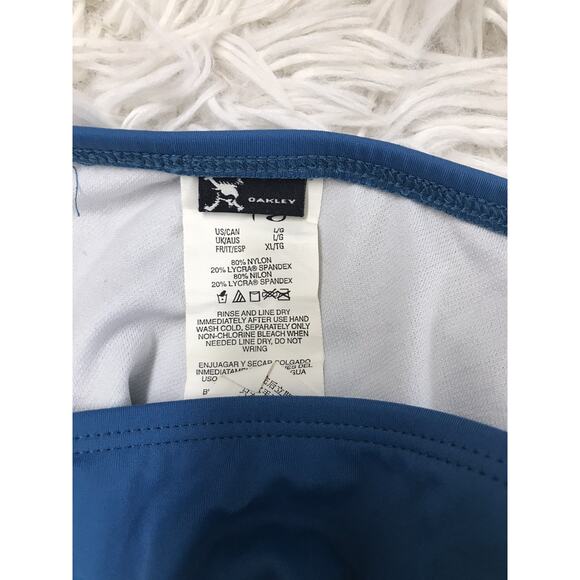 OAKLEY
US/CAN L/G
UK/AUS L/G
FR/IT/ESP XL/TG
80% NYLON
20% LYCRA® SPANDEX
80% NILON
20% LYCRA® SPANDEX
RINSE AND LINE DRY
IMMEDIATELY AFTER USE HAND
WASH COLD, SEPARATELY ONLY
NON-CHLORINE BLEACH WHEN
NEEDED LINE DRY, DO NOT
WRING
ENJUAGAR Y SECAR COLGADO
DEL
USO